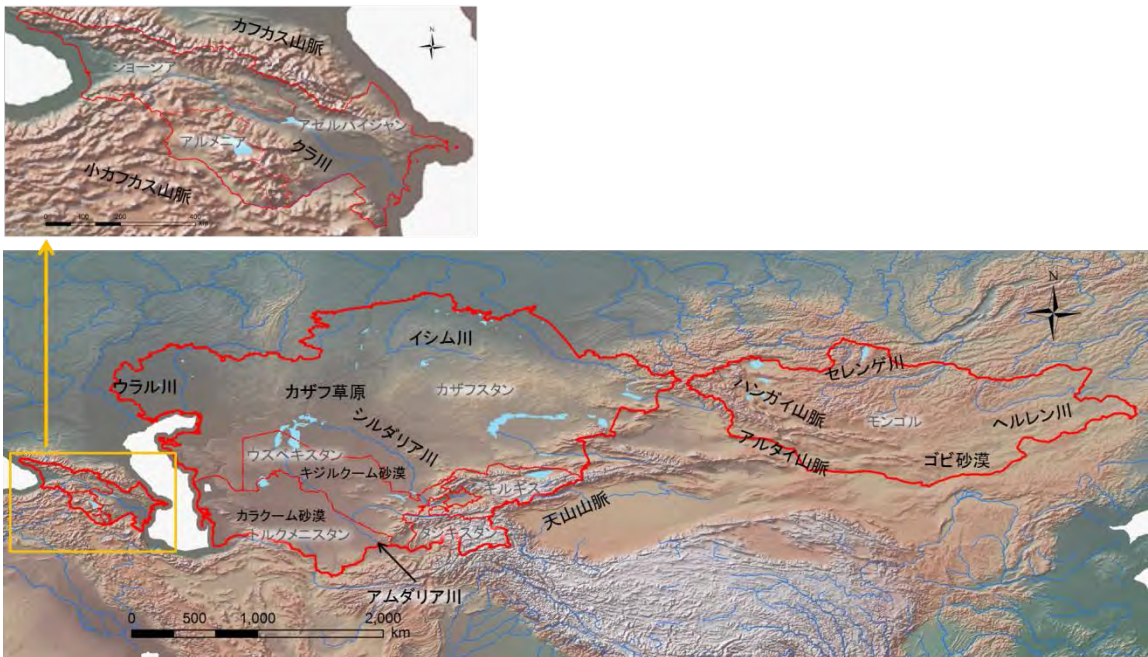 カフカス山脈
N
ジョージア
アゼルバイジャン
アルメニア
クラ川
小カフカス山脈
0 100 200 400
km
N
イシム川
セレンゲ川
ウラル川
カザフ草原
カザフスタン
ハンガイ山脈
モンゴル
ヘルレン川
シルダリア川
ウズベキスタン
アルタイ山脈
ゴビ砂漠
キジルクーム砂漠
キルギス
カラクーム砂漠
天山山脈
トルクメニスタン
タジキスタン
アムダリア川
0 500 1,000 2,000
km